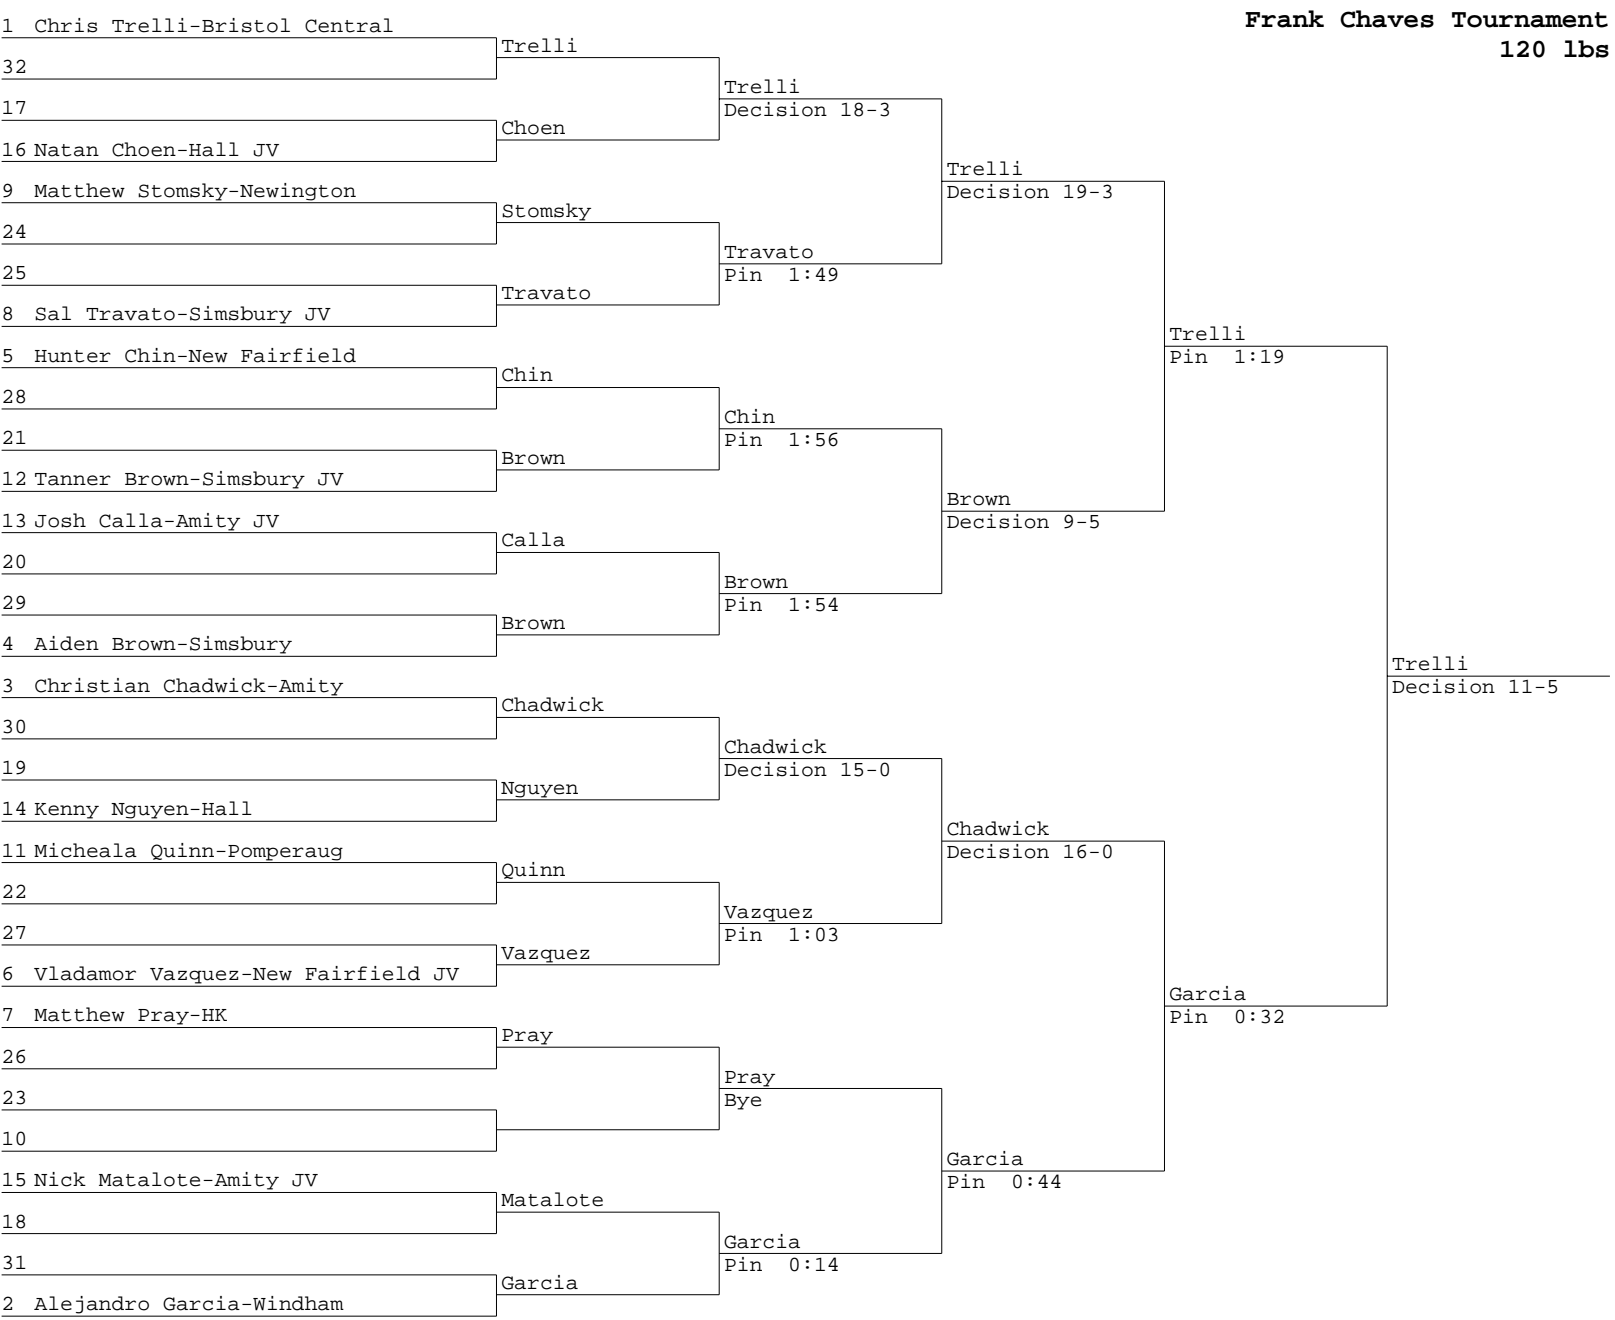 Frank Chaves Tournament
120 lbs
1 Chris Trelli-Bristol Central
32
17
16 Natan Choen-Hall JV
9 Matthew Stomsky-Newington
24
25
8 Sal Travato-Simsbury JV
5 Hunter Chin-New Fairfield
28
21
12 Tanner Brown-Simsbury JV
13 Josh Calla-Amity JV
20
29
4 Aiden Brown-Simsbury
3 Christian Chadwick-Amity
30
19
14 Kenny Nguyen-Hall
11 Micheala Quinn-Pomperaug
22
27
6 Vladamor Vazquez-New Fairfield JV
7 Matthew Pray-HK
26
23
10
15 Nick Matalote-Amity JV
18
31
2 Alejandro Garcia-Windham
Trelli
Choen
Stomsky
Travato
Chin
Brown
Calla
Brown
Chadwick
Nguyen
Quinn
Vazquez
Pray
Matalote
Garcia
Trelli
Decision 18-3
Travato
Pin 1:49
Chin
Pin 1:56
Brown
Pin 1:54
Chadwick
Decision 15-0
Vazquez
Pin 1:03
Pray
Bye
Garcia
Pin 0:14
Trelli
Decision 19-3
Brown
Decision 9-5
Chadwick
Decision 16-0
Garcia
Pin 0:44
Trelli
Pin 1:19
Garcia
Pin 0:32
Trelli
Decision 11-5